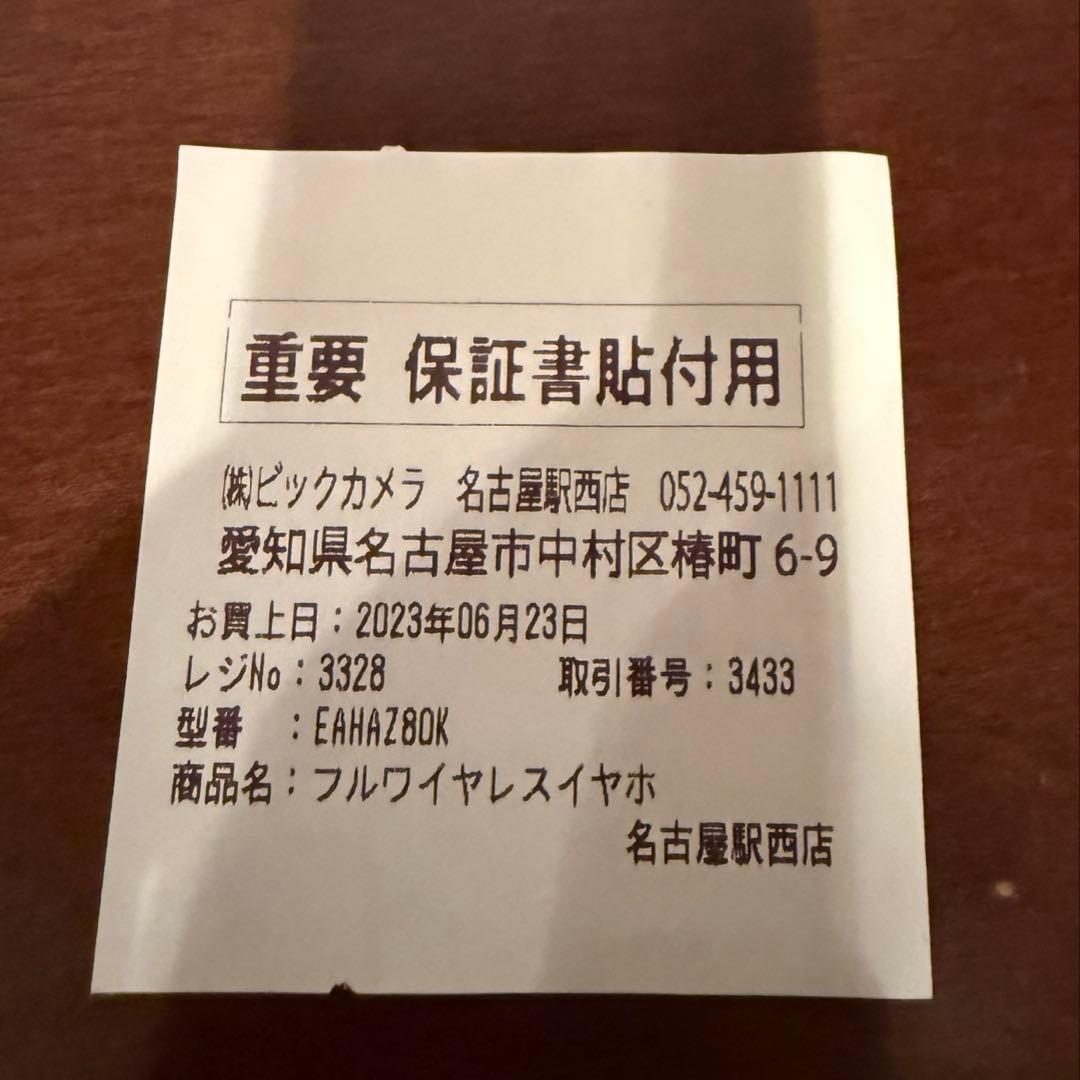 重要 保証書貼付用
㈱ビックカメラ 名古屋駅西店 052-459-1111
愛知県名古屋市中村区椿町6-9
お買上日：2023年06月23日
レジNo：3328 取引番号：3433
型番 ：EAHAZ80K
商品名：フルワイヤレスイヤホ
名古屋駅西店